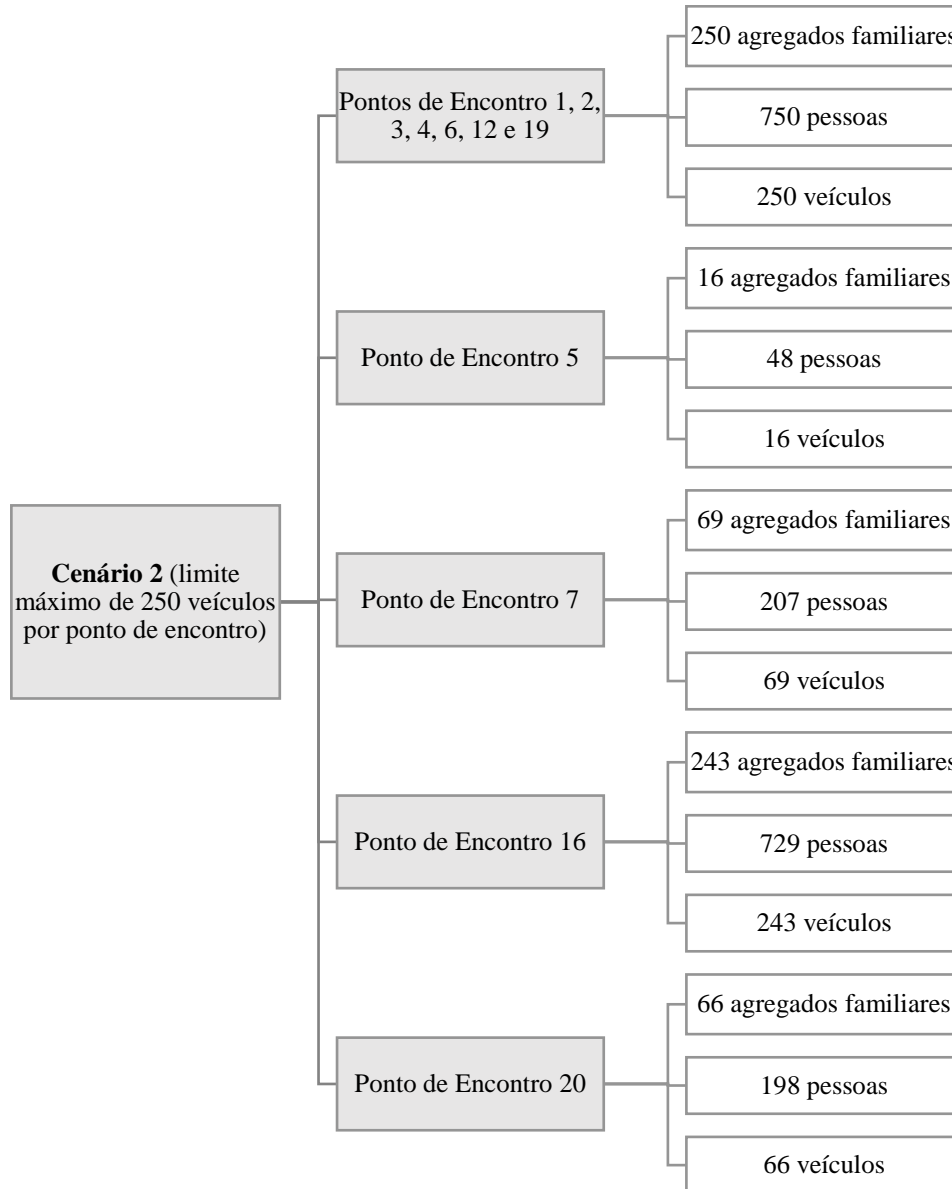 Cenário 2 (limite
máximo de 250 veículos
por ponto de encontro)
Pontos de Encontro 1, 2,
3, 4, 6, 12 e 19
250 agregados familiares
750 pessoas
250 veículos
Ponto de Encontro 5
16 agregados familiares
48 pessoas
16 veículos
Ponto de Encontro 7
69 agregados familiares
207 pessoas
69 veículos
Ponto de Encontro 16
243 agregados familiares
729 pessoas
243 veículos
Ponto de Encontro 20
66 agregados familiares
198 pessoas
66 veículos